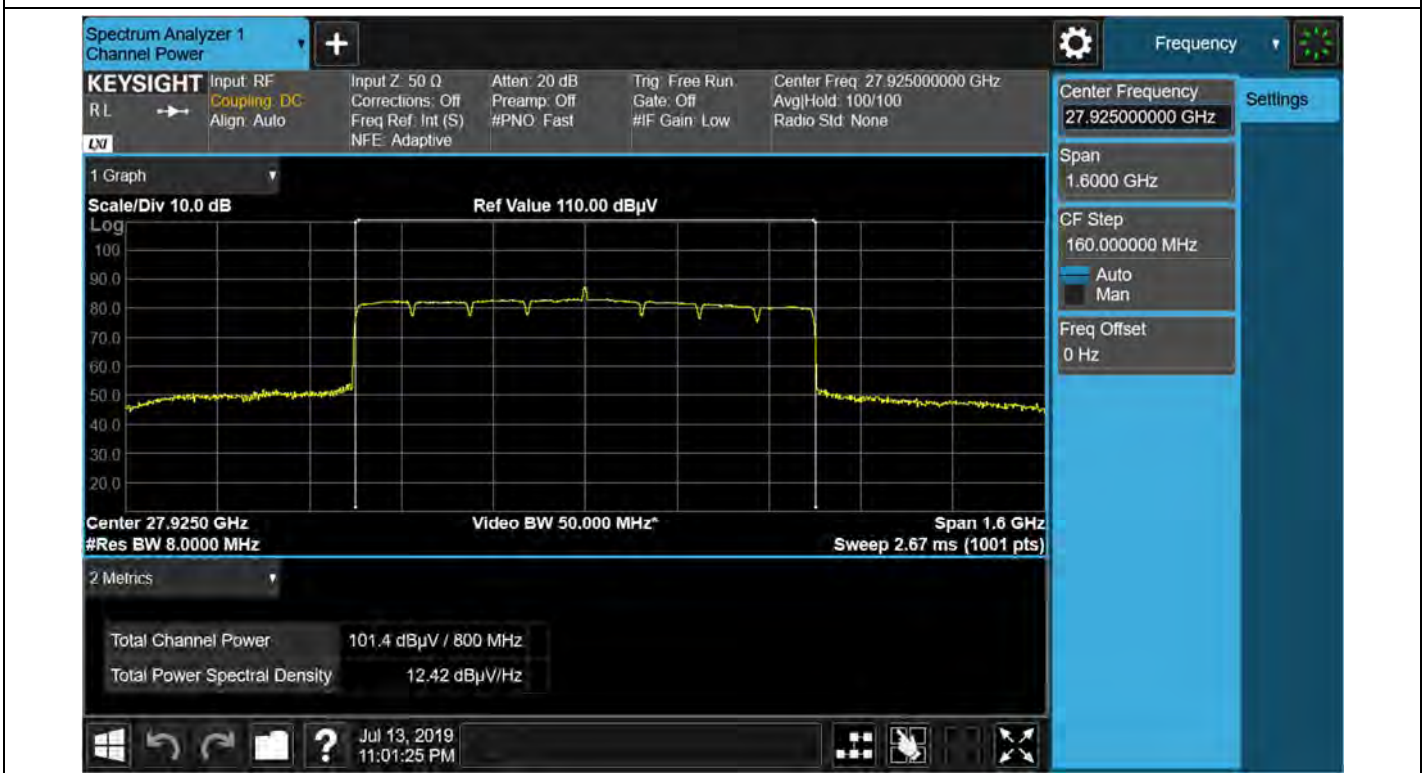 Spectrum Analyzer 1
Channel Power
+
Frequency
KEYSIGHT
RL
LXI
Input: RF
Coupling: DC
Align: Auto
Input Z: 50 Ω
Corrections: Off
Freq Ref: Int (S)
NFE: Adaptive
Atten: 20 dB
Preamp: Off
#PNO: Fast
Trig: Free Run
Gate: Off
#IF Gain: Low
Center Freq: 27.925000000 GHz
Avg|Hold: 100/100
Radio Std: None
Center Frequency
27.925000000 GHz
Settings
Span
1.6000 GHz
CF Step
160.000000 MHz
Auto
Man
Freq Offset
0 Hz
1 Graph
Scale/Div 10.0 dB
Ref Value 110.00 dBµV
Log
100
90.0
80.0
70.0
60.0
50.0
40.0
30.0
20.0
Center 27.9250 GHz
Video BW 50.000 MHz*
Span 1.6 GHz
#Res BW 8.0000 MHz
Sweep 2.67 ms (1001 pts)
2 Metrics
Total Channel Power 101.4 dBµV / 800 MHz
Total Power Spectral Density 12.42 dBµV/Hz
?
Jul 13, 2019
11:01:25 PM